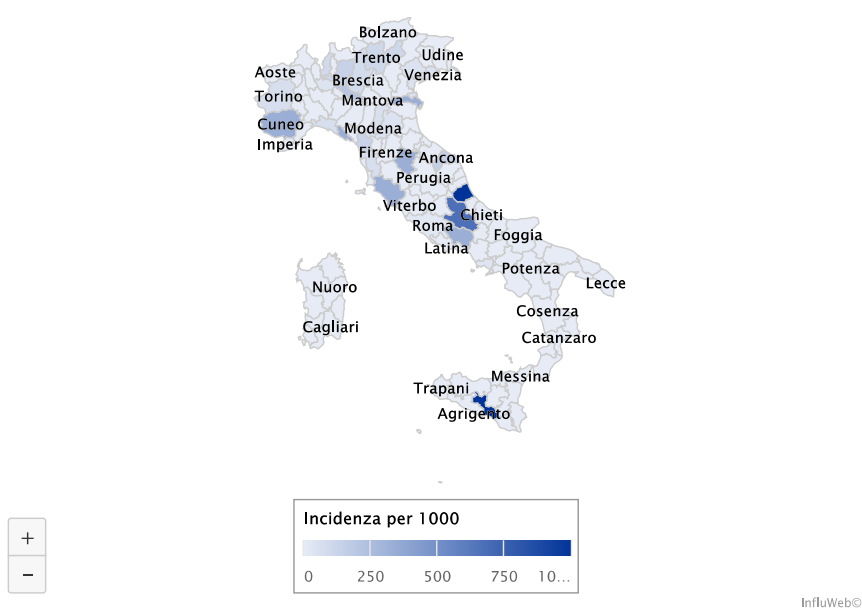 Bolzano
Trento
Udine
Aoste
Brescia
Venezia
Torino
Mantova
Cuneo
Modena
Imperia
Firenze
Ancona
Perugia
Viterbo
Chieti
Roma
Foggia
Latina
Potenza
Nuoro
Lecce
Cosenza
Cagliari
Catanzaro
Messina
Trapani
Agrigento
Incidenza per 1000
0 250 500 750 10...
+
−
InfluWeb©